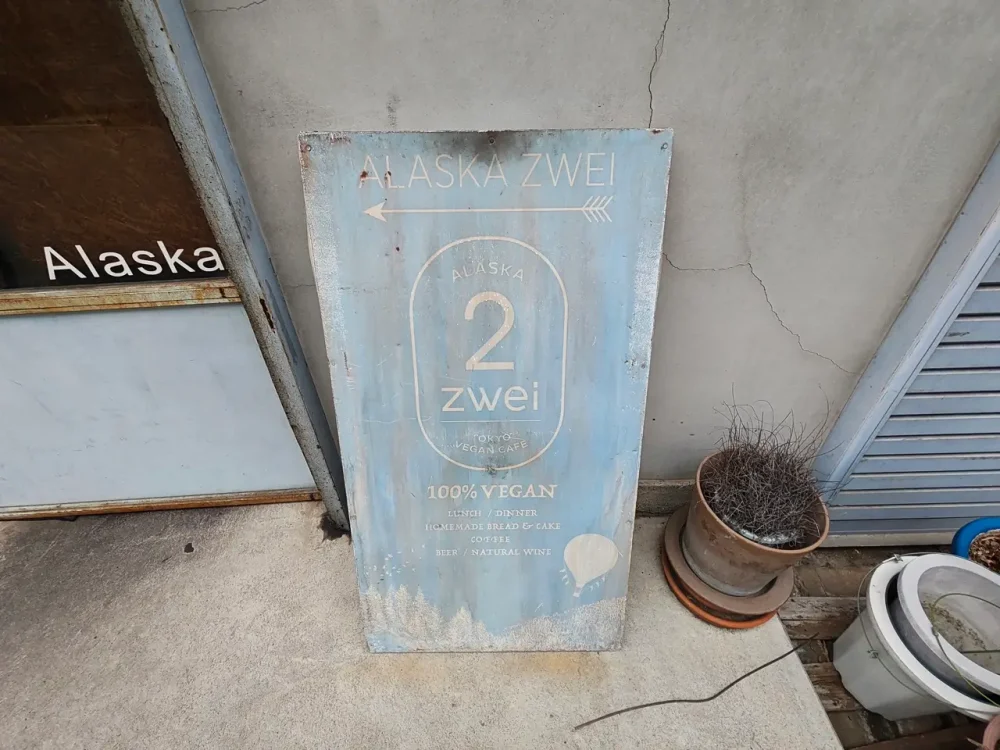 Alaska
ALASKA ZWEI
ALASKA
2
zwei
TOKYO
VEGAN CAFE
100% VEGAN
LUNCH / DINNER
HOMEMADE BREAD & CAKE
COFFEE
BEER / NATURAL WINE